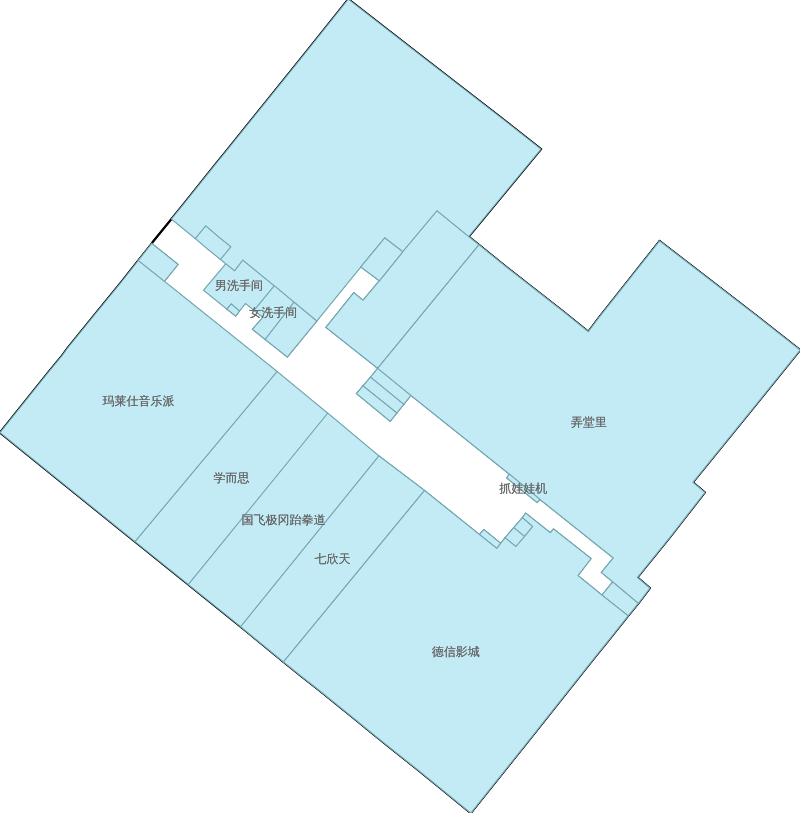 男洗手间
女洗手间
玛莱仕音乐派
弄堂里
学而思
抓娃娃机
国飞极冈跆拳道
七欣天
德信影城